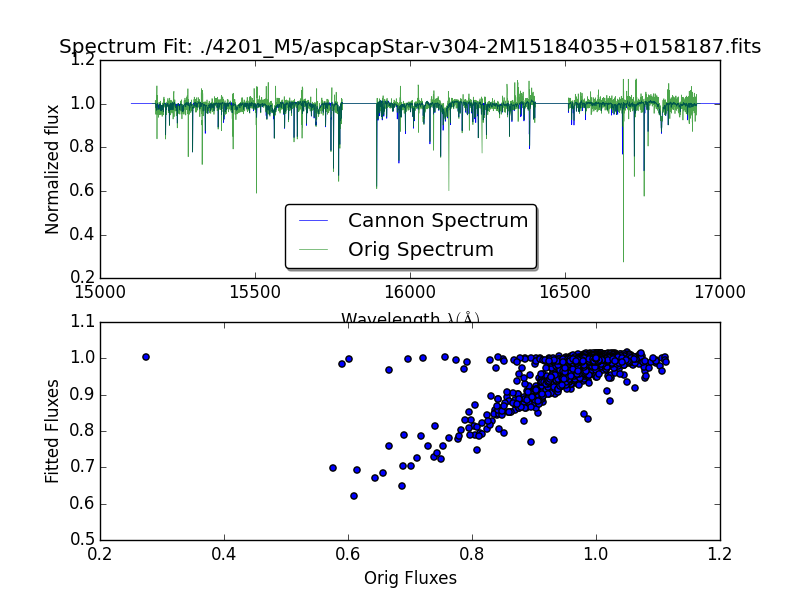 Spectrum Fit: ./4201_M5/aspcapStar-v304-2M15184035+0158187.fits
1.2
1.0
0.8
0.6
0.4
0.2
Normalized flux
Cannon Spectrum
Orig Spectrum
15000 15500 16000 16500 17000
Wavelength λ(Å)
1.1
1.0
0.9
0.8
0.7
0.6
0.5
Fitted Fluxes
0.2 0.4 0.6 0.8 1.0 1.2
Orig Fluxes